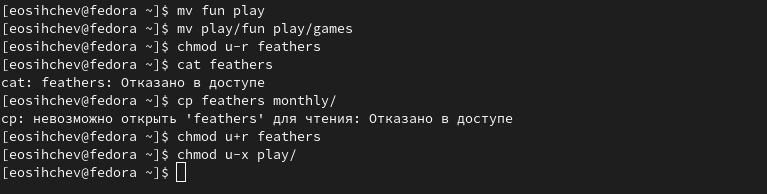 [eosihchev@fedora ~]$ mv fun play
[eosihchev@fedora ~]$ mv play/fun play/games
[eosihchev@fedora ~]$ chmod u-r feathers
[eosihchev@fedora ~]$ cat feathers
cat: feathers: Отказано в доступе
[eosihchev@fedora ~]$ cp feathers monthly/
cp: невозможно открыть 'feathers' для чтения: Отказано в доступе
[eosihchev@fedora ~]$ chmod u+r feathers
[eosihchev@fedora ~]$ chmod u-x play/
[eosihchev@fedora ~]$